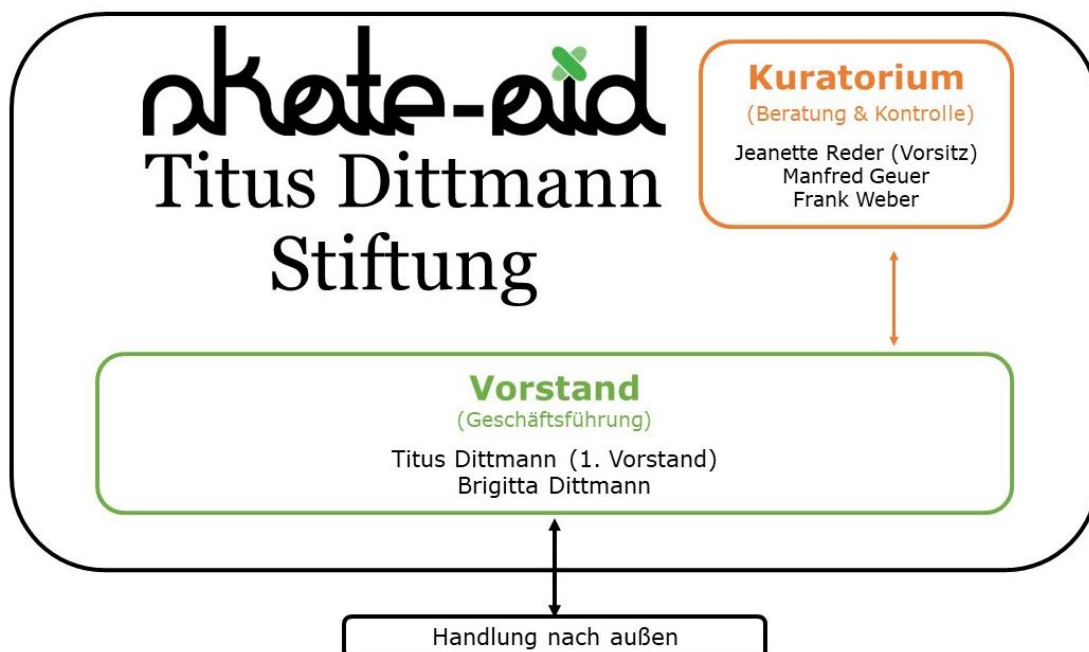 skate-aid
Titus Dittmann
Stiftung
Kuratorium
(Beratung & Kontrolle)
Jeanette Reder (Vorsitz)
Manfred Geuer
Frank Weber
Vorstand
(Geschäftsführung)
Titus Dittmann (1. Vorstand)
Brigitta Dittmann
Handlung nach außen